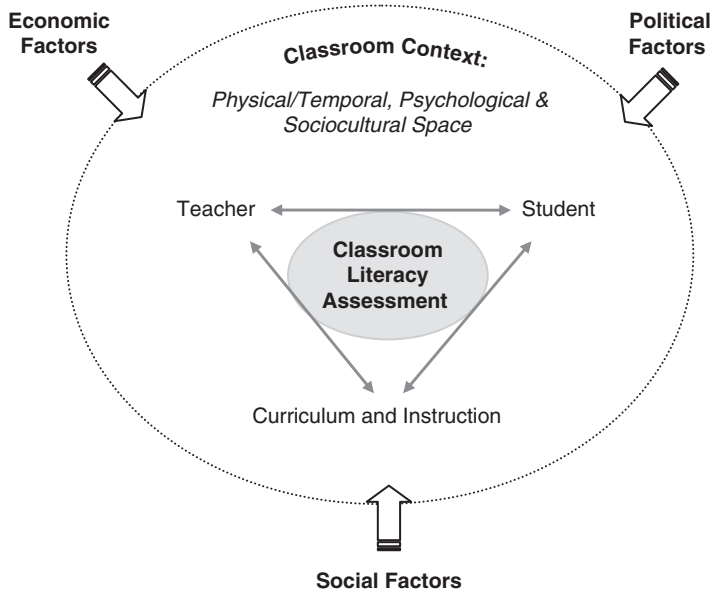 Economic
Factors
Political
Factors
Classroom Context:
Physical/Temporal, Psychological &
Sociocultural Space
Teacher
Student
Classroom
Literacy
Assessment
Curriculum and Instruction
Social Factors